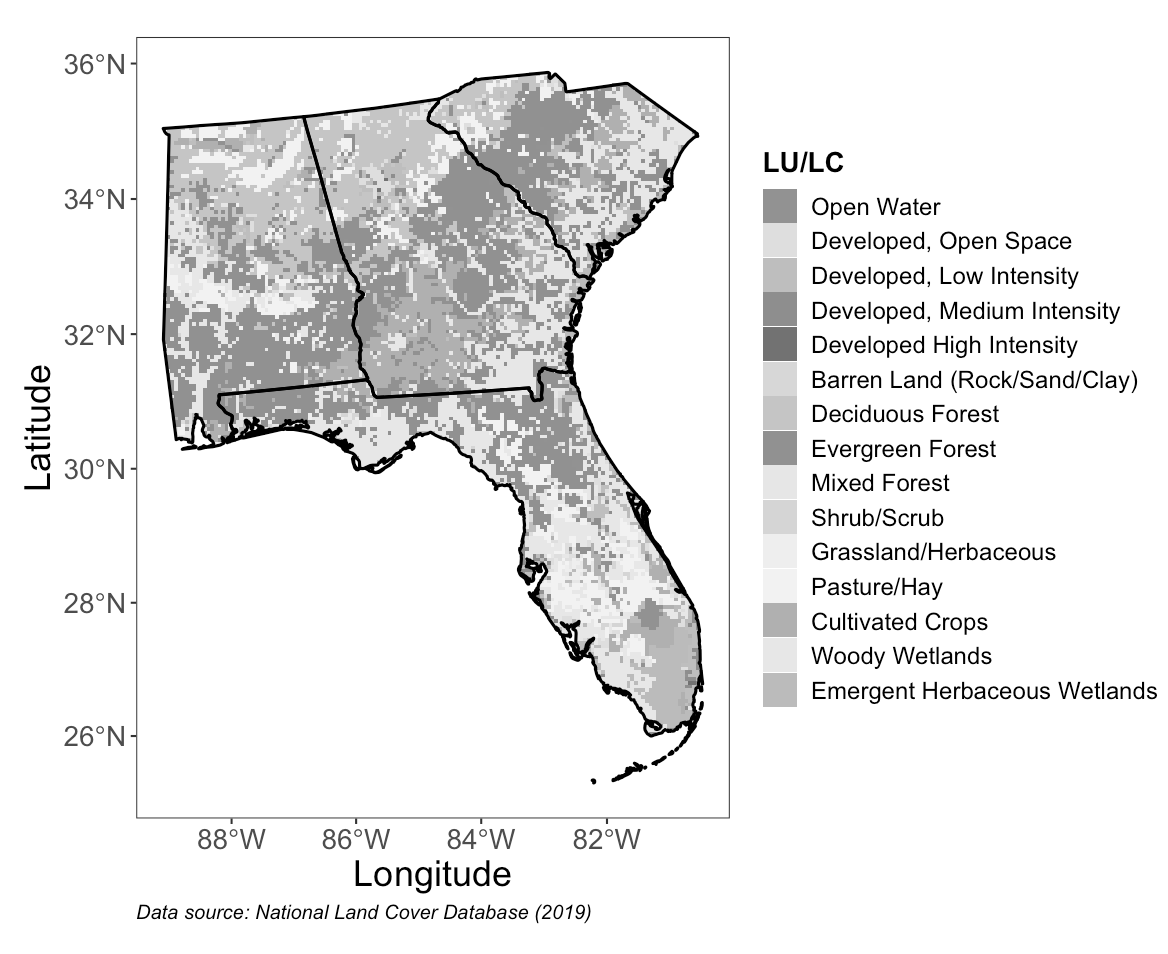 36°N
34°N
32°N
30°N
28°N
26°N
Latitude
88°W 86°W 84°W 82°W
Longitude
Data source: National Land Cover Database (2019)
LU/LC
Open Water
Developed, Open Space
Developed, Low Intensity
Developed, Medium Intensity
Developed High Intensity
Barren Land (Rock/Sand/Clay)
Deciduous Forest
Evergreen Forest
Mixed Forest
Shrub/Scrub
Grassland/Herbaceous
Pasture/Hay
Cultivated Crops
Woody Wetlands
Emergent Herbaceous Wetlands